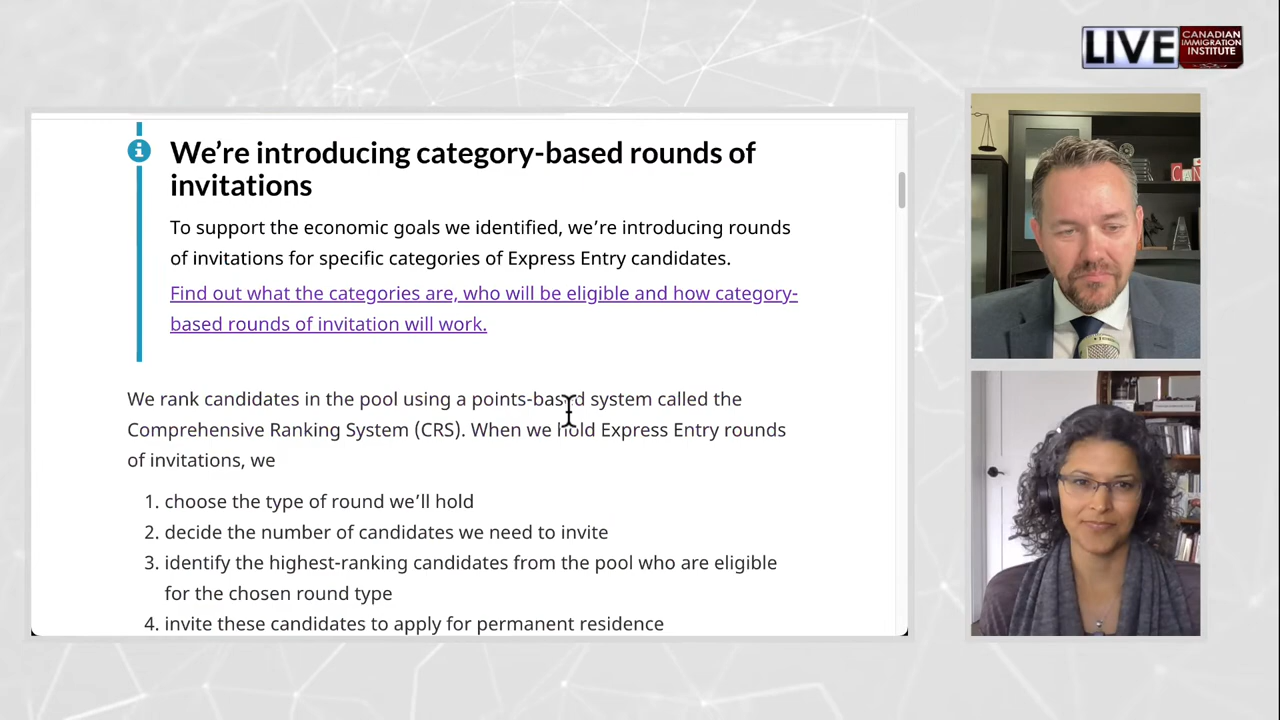 LIVE
CANADIAN
IMMIGRATION
INSTITUTE
We’re introducing category-based rounds of
invitations
To support the economic goals we identified, we’re introducing rounds
of invitations for specific categories of Express Entry candidates.
Find out what the categories are, who will be eligible and how category-
based rounds of invitation will work.
We rank candidates in the pool using a points-based system called the
Comprehensive Ranking System (CRS). When we hold Express Entry rounds
of invitations, we
1. choose the type of round we’ll hold
2. decide the number of candidates we need to invite
3. identify the highest-ranking candidates from the pool who are eligible
for the chosen round type
4. invite these candidates to apply for permanent residence